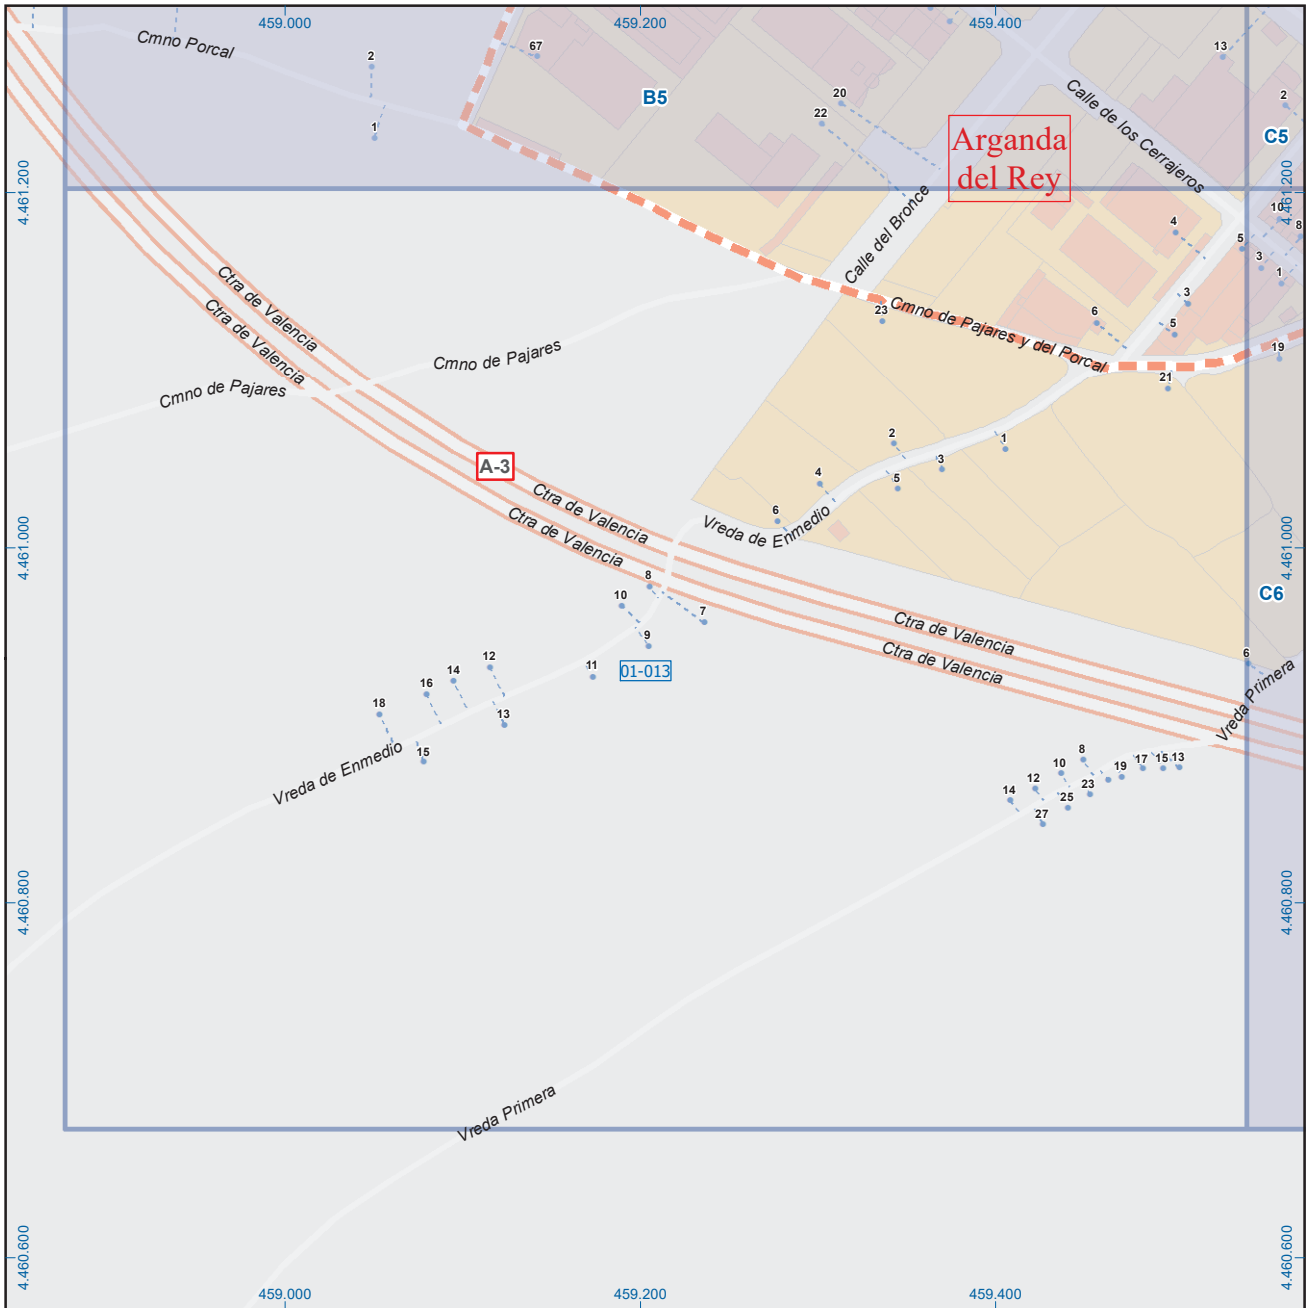 459.000
459.200
459.400
Cmno Porcal
2
1
67
B5
20
22
13
2
Calle de los Cerrajeros
C5
Arganda
del Rey
4.461.200
4.461.200
10
8
4
5
3
1
Calle del Bronce
3
Ctra de Valencia
Ctra de Valencia
23
Cmno de Pajares y del Porcal
6
5
19
Cmno de Pajares
Cmno de Pajares
21
2
1
3
A-3
4
5
Ctra de Valencia
Ctra de Valencia
6
Vreda de Enmedio
4.461.000
4.461.000
8
10
7
9
C6
Ctra de Valencia
Ctra de Valencia
01-013
11
12
14
16
18
13
15
6
Vreda Primera
Vreda de Enmedio
8
10
12
14
19
17
15
13
23
25
27
4.460.800
4.460.800
Vreda Primera
4.460.600
4.460.600
459.000
459.200
459.400